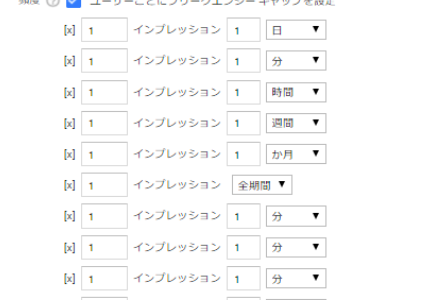 頻度 ? ユーザーごとにフリークエンシー キャップを設定
[x] 1 インプレッション 1 日 ▼
[x] 1 インプレッション 1 分 ▼
[x] 1 インプレッション 1 時間 ▼
[x] 1 インプレッション 1 週間 ▼
[x] 1 インプレッション 1 か月 ▼
[x] 1 インプレッション 全期間 ▼
[x] 1 インプレッション 1 分 ▼
[x] 1 インプレッション 1 分 ▼
[x] 1 インプレッション 1 分 ▼